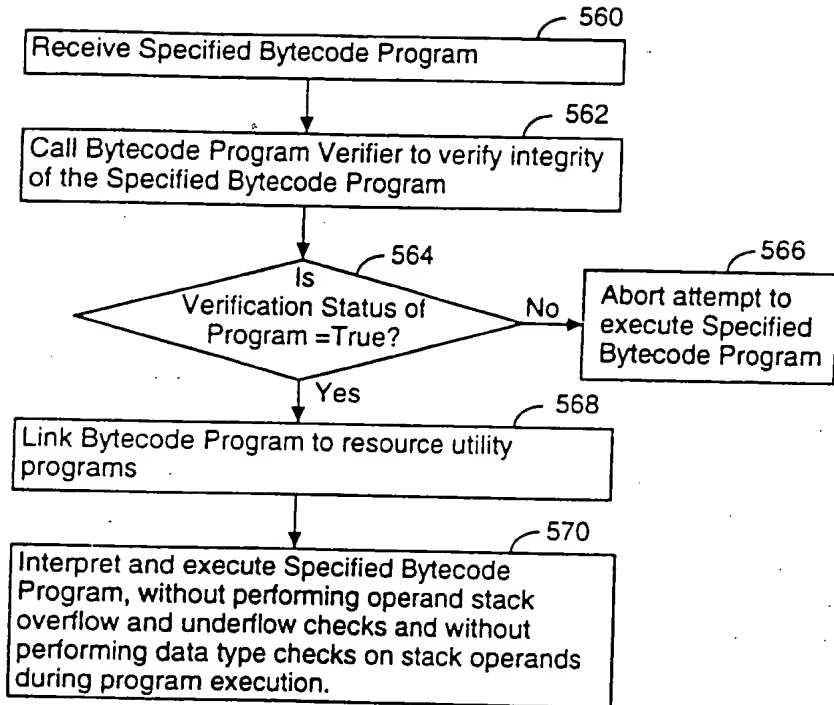 560
Receive Specified Bytecode Program
562
Call Bytecode Program Verifier to verify integrity
of the Specified Bytecode Program
564
Is
Verification Status of
Program =True?
No
566
Abort attempt to
execute Specified
Bytecode Program
Yes
568
Link Bytecode Program to resource utility
programs
570
Interpret and execute Specified Bytecode
Program, without performing operand stack
overflow and underflow checks and without
performing data type checks on stack operands
during program execution.